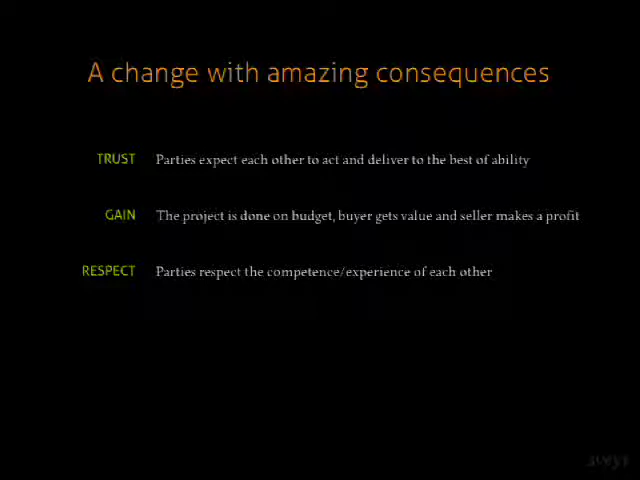 A change with amazing consequences
TRUST Parties expect each other to act and deliver to the best of ability
GAIN The project is done on budget, buyer gets value and seller makes a profit
RESPECT Parties respect the competence/experience of each other